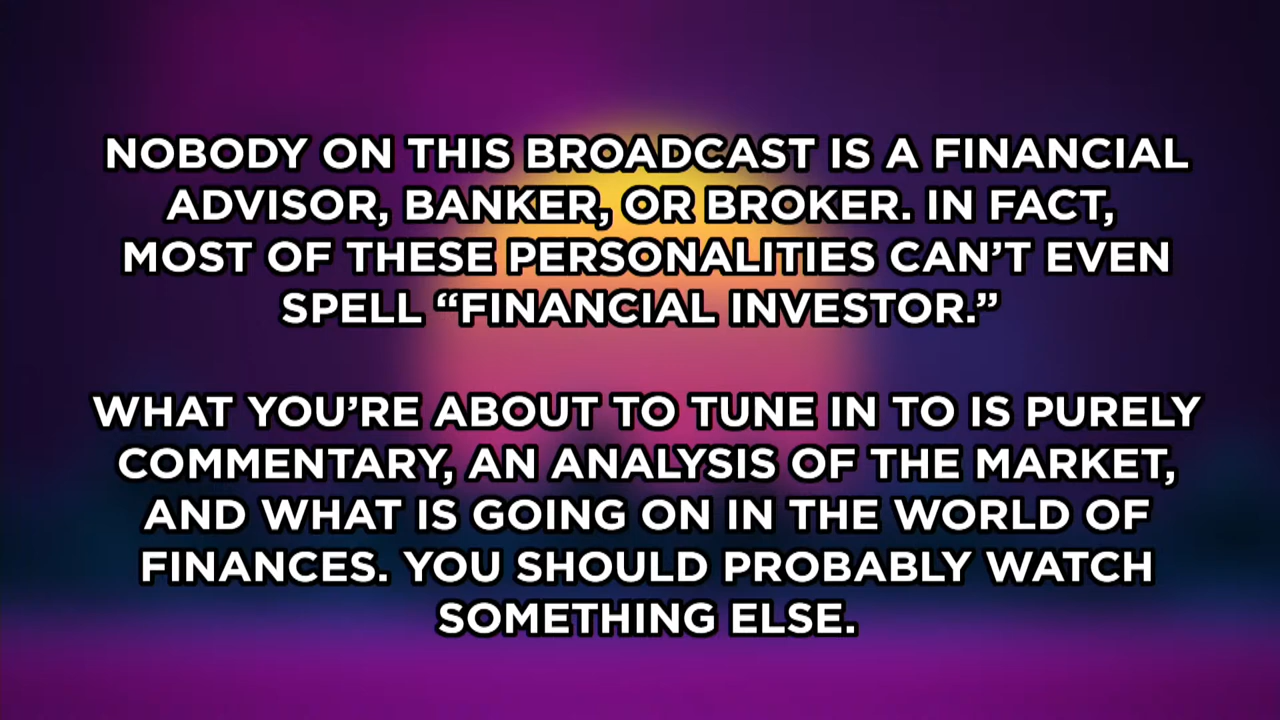 NOBODY ON THIS BROADCAST IS A FINANCIAL
ADVISOR, BANKER, OR BROKER. IN FACT,
MOST OF THESE PERSONALITIES CAN’T EVEN
SPELL “FINANCIAL INVESTOR.”
WHAT YOU’RE ABOUT TO TUNE IN TO IS PURELY
COMMENTARY, AN ANALYSIS OF THE MARKET,
AND WHAT IS GOING ON IN THE WORLD OF
FINANCES. YOU SHOULD PROBABLY WATCH
SOMETHING ELSE.